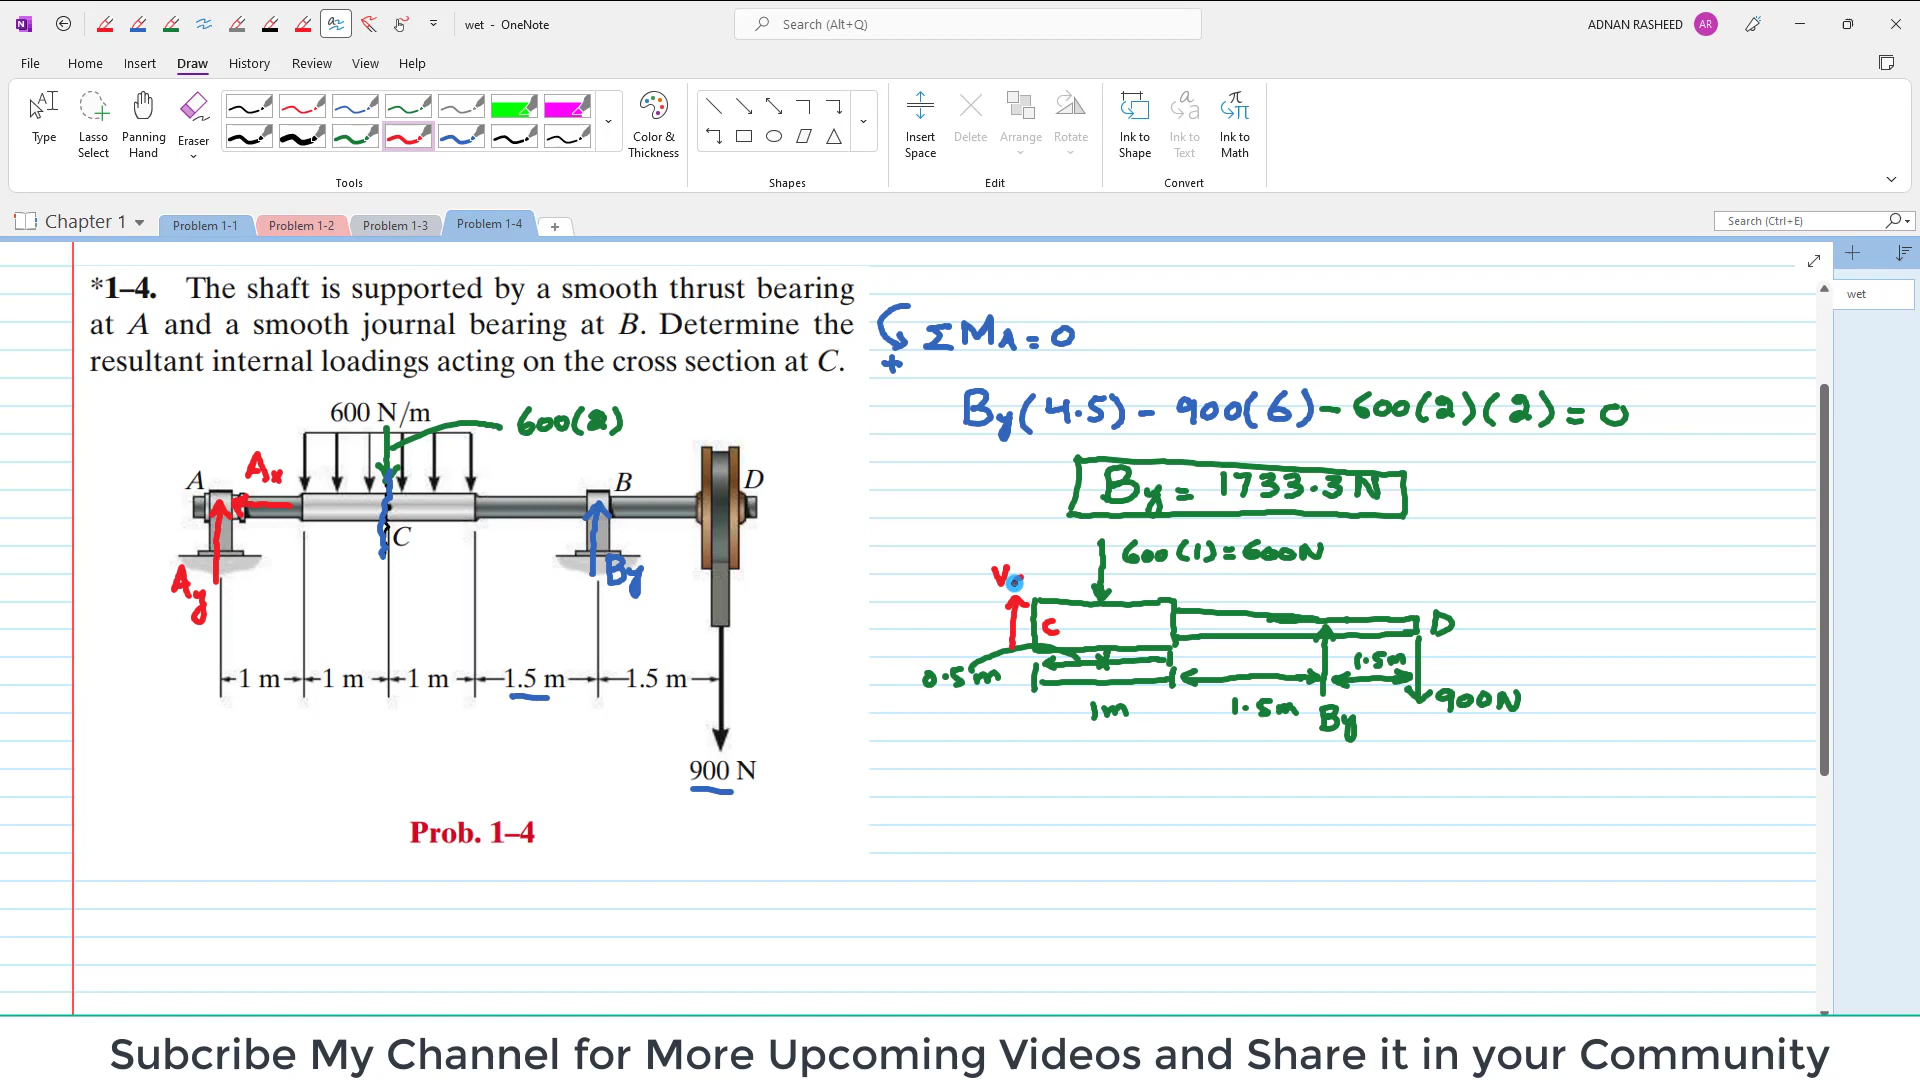 wet - OneNote
Search (Alt+Q)
ADNAN RASHEED AR
File Home Insert Draw History Review View Help
Type Lasso Select Panning Hand Eraser
Color & Thickness
Insert Space Delete Arrange Rotate
Ink to Shape Ink to Text Ink to Math
Tools Shapes Edit Convert
Chapter 1 Problem 1-1 Problem 1-2 Problem 1-3 Problem 1-4
Search (Ctrl+E)
wet
*1–4. The shaft is supported by a smooth thrust bearing
at A and a smooth journal bearing at B. Determine the
resultant internal loadings acting on the cross section at C.
600 N/m
600(2)
A Ax B D
C
Ay By
1 m 1 m 1 m 1.5 m 1.5 m
900 N
Prob. 1–4
+ ΣMA = 0
By(4.5) - 900(6) - 600(2)(2) = 0
By = 1733.3 N
600(1) = 600N
V
C D
0.5m 1.5m
1m 1.5m By 900N
Subcribe My Channel for More Upcoming Videos and Share it in your Community